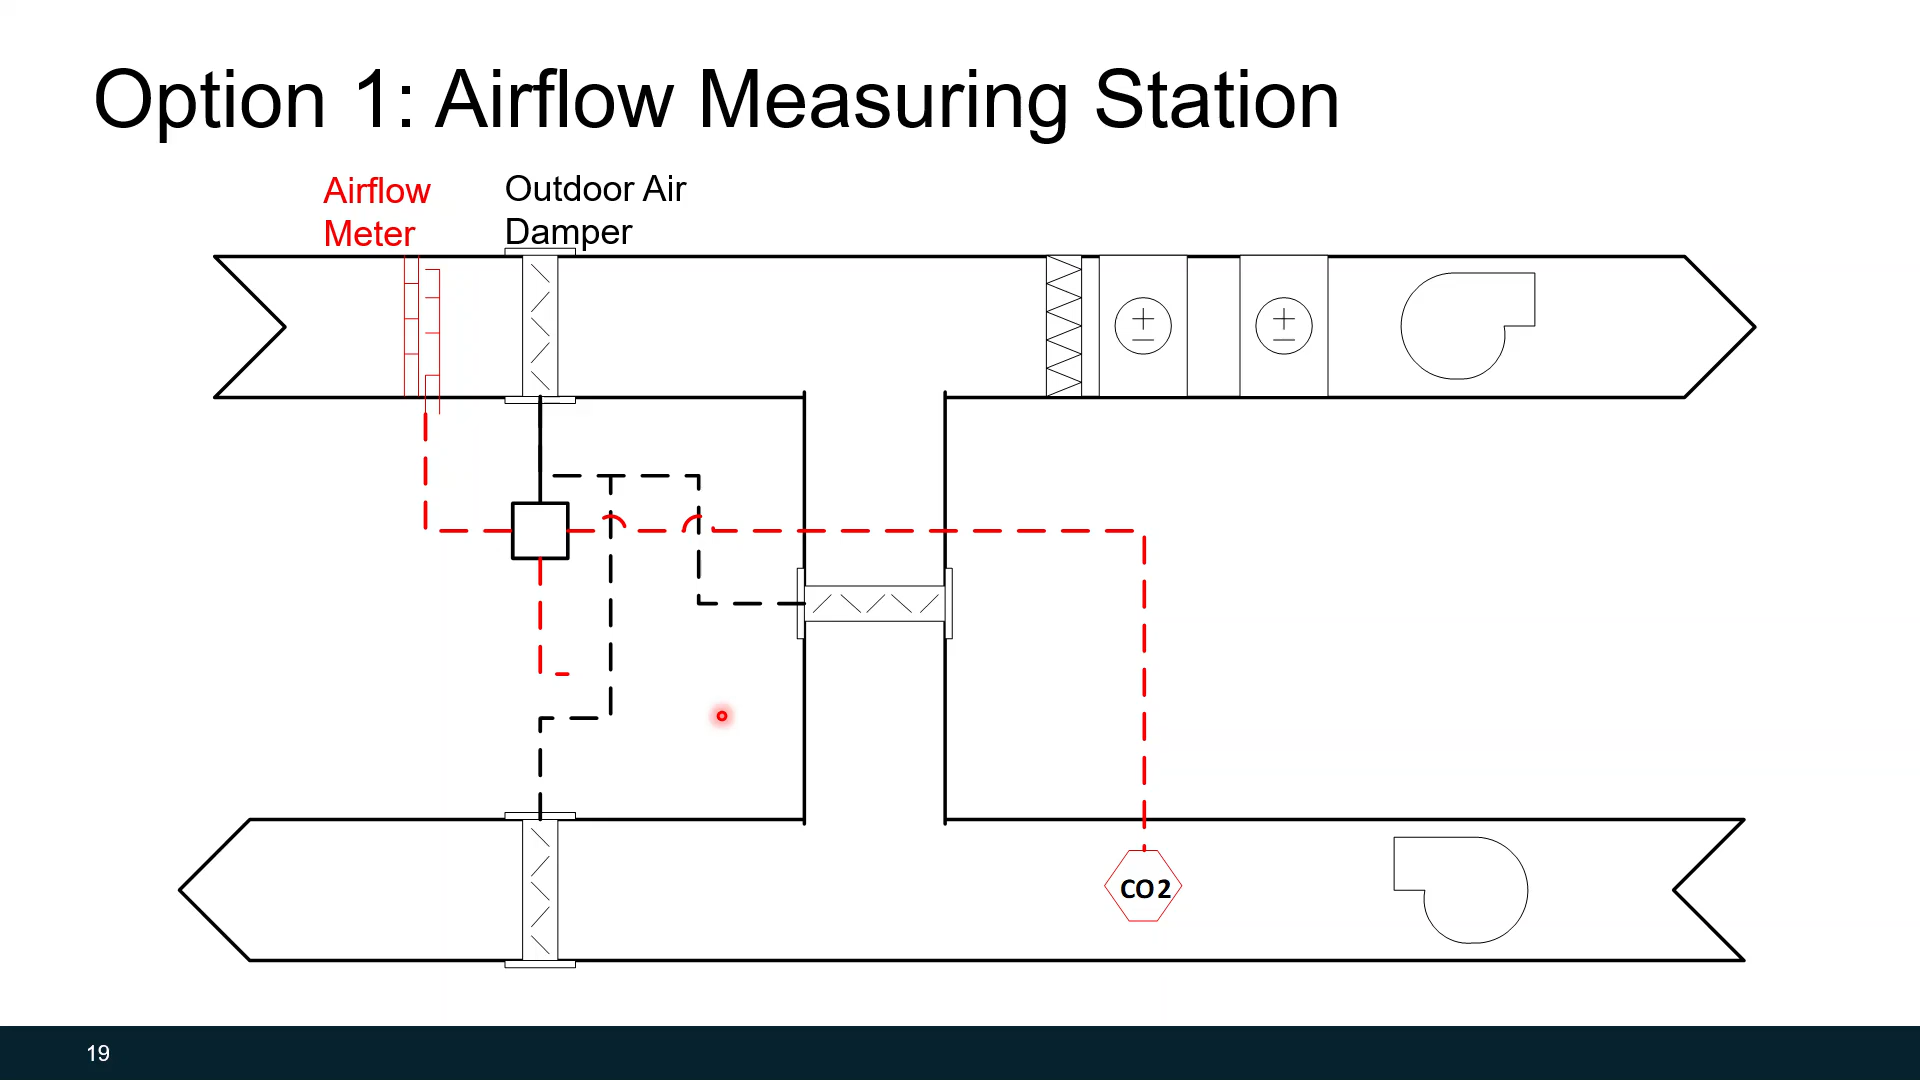 Option 1: Airflow Measuring Station
Airflow
Meter
Outdoor Air
Damper
CO2
19